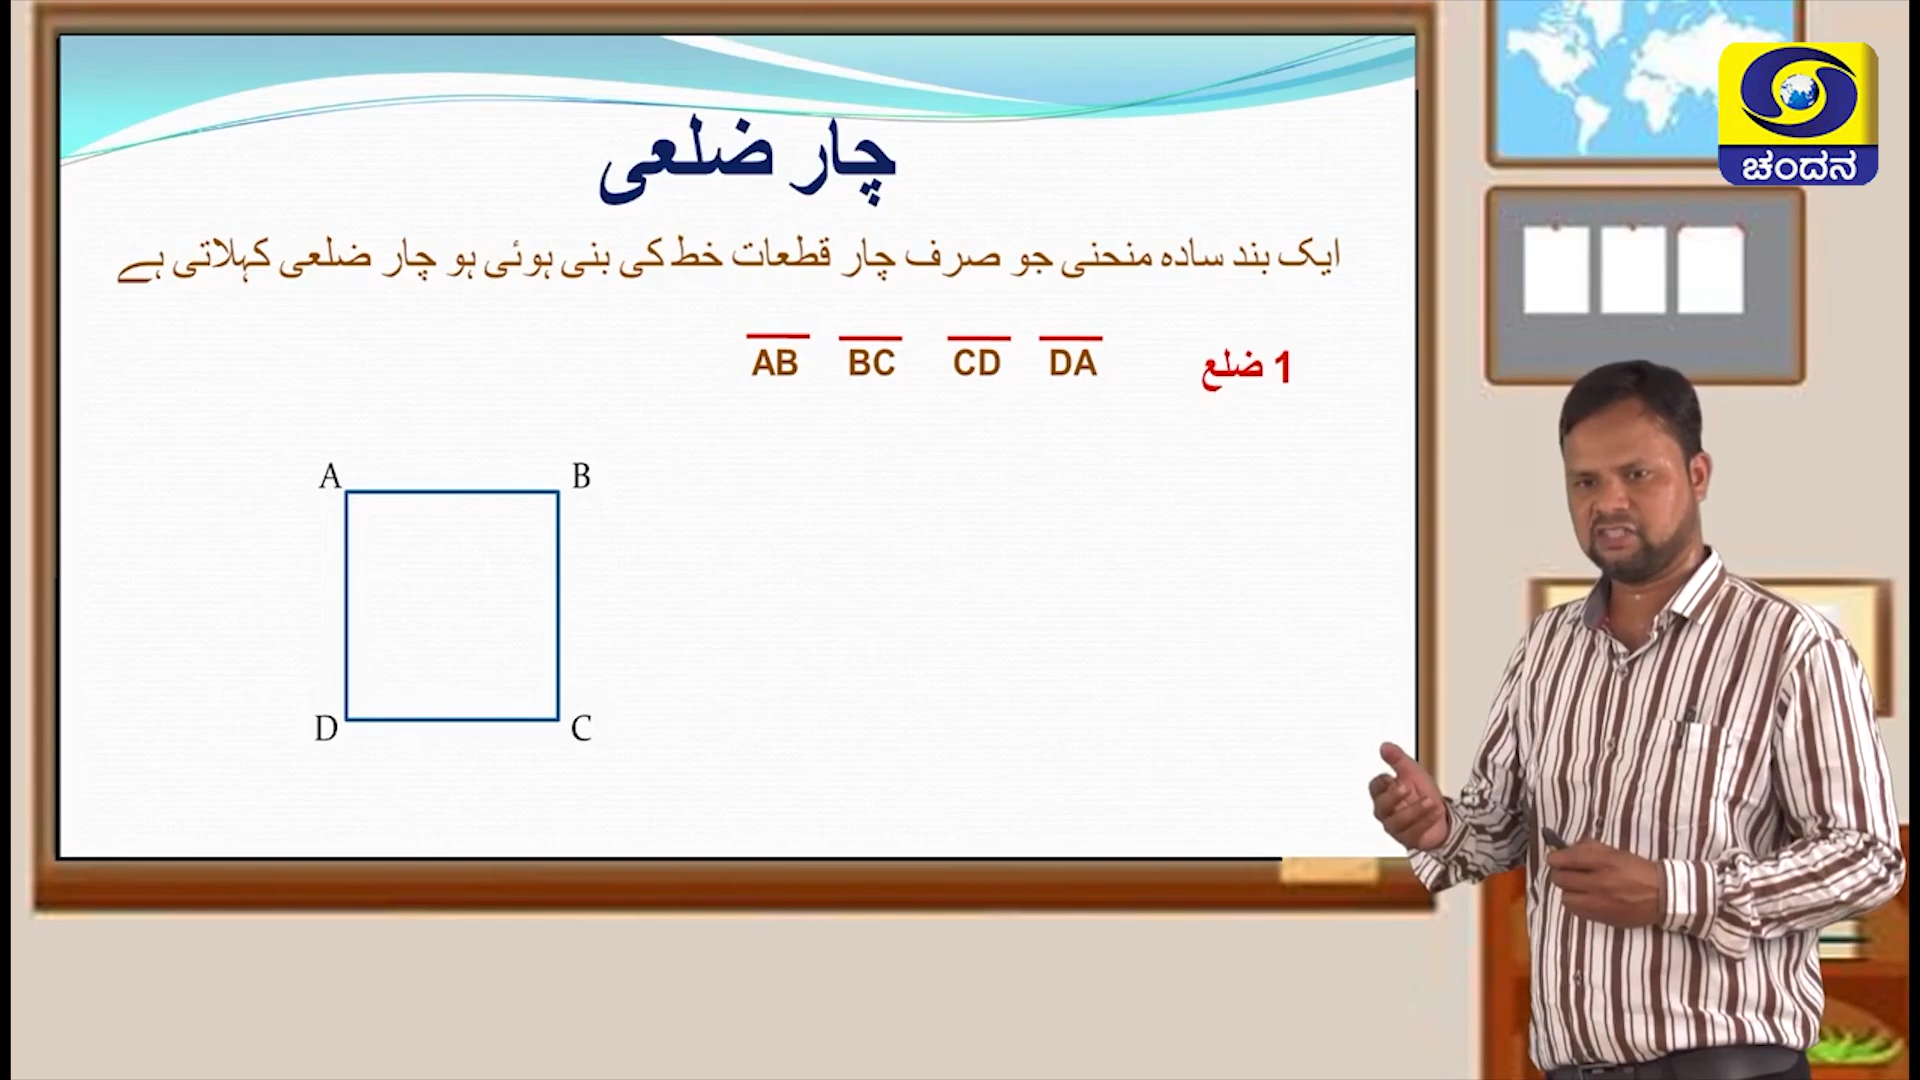 ಚಂದನ
چار ضلعی
ایک بند سادہ منحنی جو صرف چار قطعات خط کی بنی ہوئی ہو چار ضلعی کہلاتی ہے
1 ضلع AB BC CD DA
A B
D C